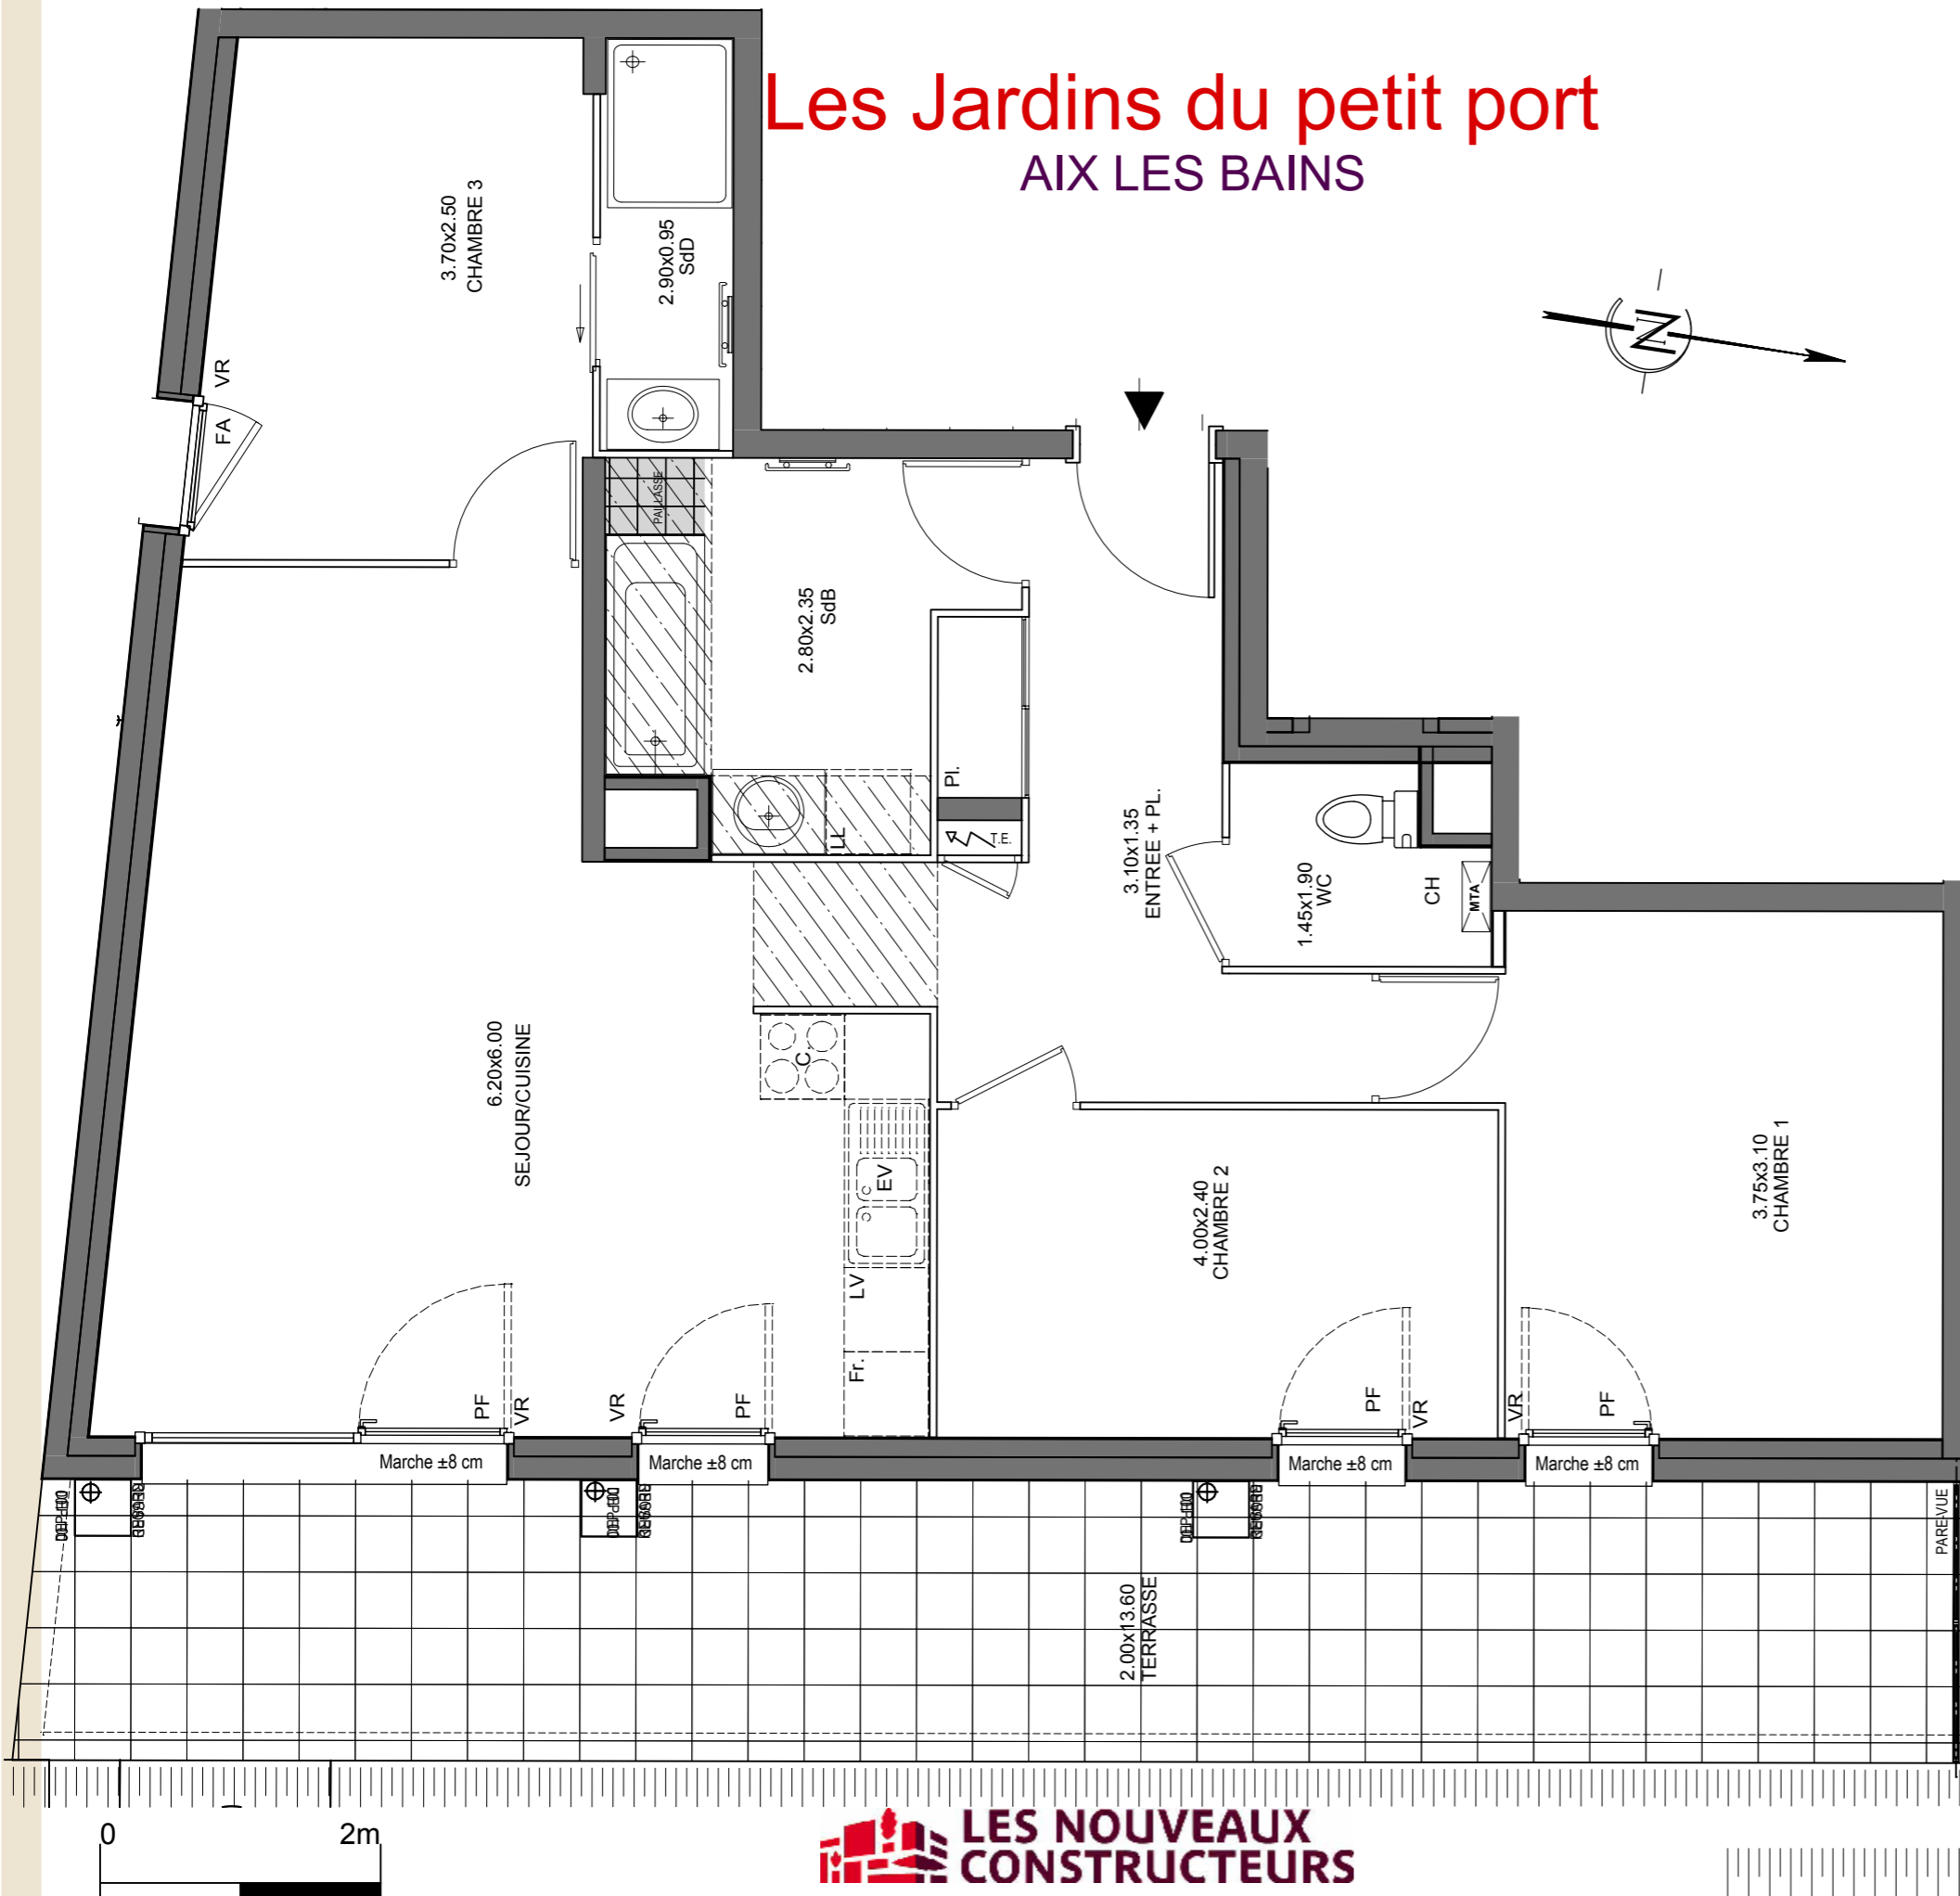 Les Jardins du petit port
AIX LES BAINS
3.70x2.50
CHAMBRE 3
2.90x0.95
SdD
N
VR
FA
PAILLASSE
2.80x2.35
SdB
Pl.
T.E.
LL
3.10x1.35
ENTREE + PL.
1.45x1.90
WC
CH
MTA
6.20x6.00
SEJOUR/CUISINE
C.
EV
LV
Fr.
4.00x2.40
CHAMBRE 2
3.75x3.10
CHAMBRE 1
PF
VR
VR
PF
PF
VR
VR
PF
Marche ±8 cm
Marche ±8 cm
Marche ±8 cm
Marche ±8 cm
PARE-VUE
2.00x13.60
TERRASSE
0 2m
LES NOUVEAUX
CONSTRUCTEURS